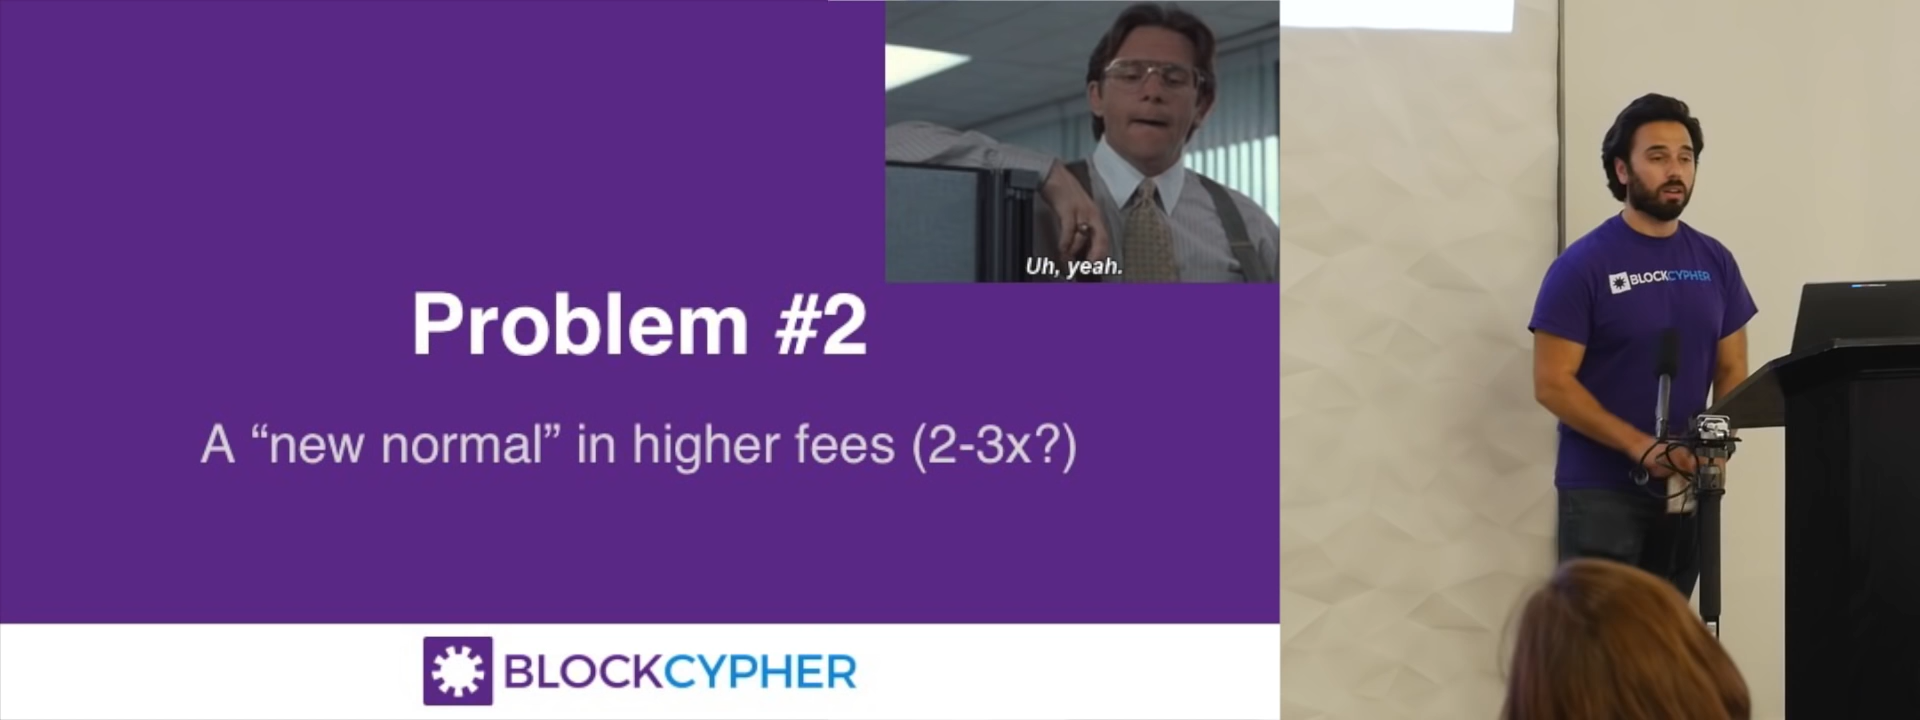 Uh, yeah.
Problem #2
A “new normal” in higher fees (2-3x?)
BLOCKCYPHER
BLOCKCYPHER